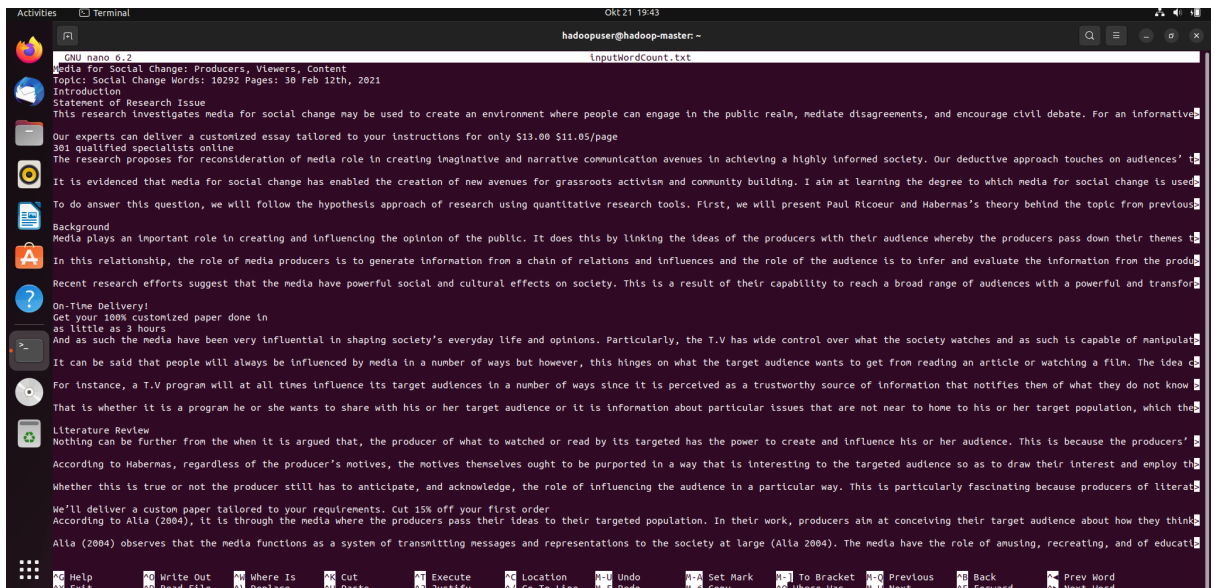 Activities Terminal Okt 21 19:43
hadoopuser@hadoop-master: ~
GNU nano 6.2 inputWordCount.txt
Media for Social Change: Producers, Viewers, Content
Topic: Social Change Words: 10292 Pages: 30 Feb 12th, 2021
Introduction
Statement of Research Issue
This research investigates media for social change may be used to create an environment where people can engage in the public realm, mediate disagreements, and encourage civil debate. For an informative>
Our experts can deliver a customized essay tailored to your instructions for only $13.00 $11.05/page
301 qualified specialists online
The research proposes for reconsideration of media role in creating imaginative and narrative communication avenues in achieving a highly informed society. Our deductive approach touches on audiences’ t>
It is evidenced that media for social change has enabled the creation of new avenues for grassroots activism and community building. I aim at learning the degree to which media for social change is used>
To do answer this question, we will follow the hypothesis approach of research using quantitative research tools. First, we will present Paul Ricoeur and Habermas’s theory behind the topic from previous>
Background
Media plays an important role in creating and influencing the opinion of the public. It does this by linking the ideas of the producers with their audience whereby the producers pass down their themes t>
In this relationship, the role of media producers is to generate information from a chain of relations and influences and the role of the audience is to infer and evaluate the information from the produ>
Recent research efforts suggest that the media have powerful social and cultural effects on society. This is a result of their capability to reach a broad range of audiences with a powerful and transfor>
On-Time Delivery!
Get your 100% customized paper done in
as little as 3 hours
And as such the media have been very influential in shaping society’s everyday life and opinions. Particularly, the T.V has wide control over what the society watches and as such is capable of manipulat>
It can be said that people will always be influenced by media in a number of ways but however, this hinges on what the target audience wants to get from reading an article or watching a film. The idea c>
For instance, a T.V program will at all times influence its target audiences in a number of ways since it is perceived as a trustworthy source of information that notifies them of what they do not know >
That is whether it is a program he or she wants to share with his or her target audience or it is information about particular issues that are not near to home to his or her target population, which the>
Literature Review
Nothing can be further from the when it is argued that, the producer of what to watched or read by its targeted has the power to create and influence his or her audience. This is because the producers’ >
According to Habermas, regardless of the producer’s motives, the motives themselves ought to be purported in a way that is interesting to the targeted audience so as to draw their interest and employ th>
Whether this is true or not the producer still has to anticipate, and acknowledge, the role of influencing the audience in a particular way. This is particularly fascinating because producers of literat>
We’ll deliver a custom paper tailored to your requirements. Cut 15% off your first order
According to Alia (2004), it is through the media where the producers pass their ideas to their targeted population. In their work, producers aim at conceiving their target audience about how they think>
Alia (2004) observes that the media functions as a system of transmitting messages and representations to the society at large (Alia 2004). The media have the role of amusing, recreating, and of educati>
^G Help ^O Write Out ^W Where Is ^K Cut ^T Execute ^C Location M-U Undo M-A Set Mark M-] To Bracket M-Q Previous ^B Back ^◂ Prev Word